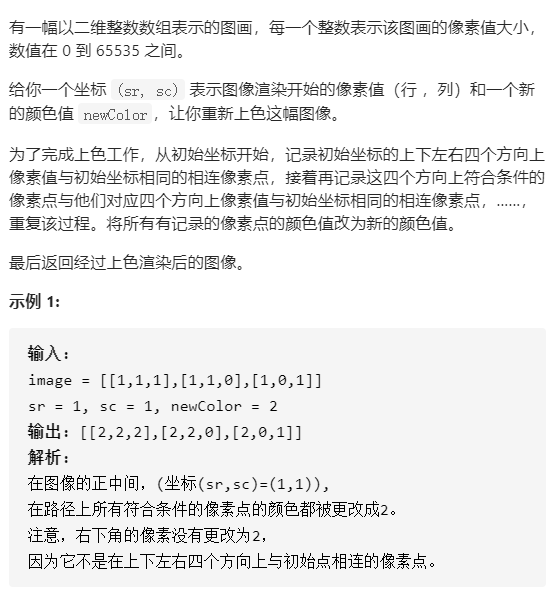 有一幅以二维整数数组表示的图画，每一个整数表示该图画的像素值大小，
数值在 0 到 65535 之间。
给你一个坐标 (sr, sc) 表示图像渲染开始的像素值（行 ，列）和一个新
的颜色值 newColor，让你重新上色这幅图像。
为了完成上色工作，从初始坐标开始，记录初始坐标的上下左右四个方向上
像素值与初始坐标相同的相连像素点，接着再记录这四个方向上符合条件的
像素点与他们对应四个方向上像素值与初始坐标相同的相连像素点，……，
重复该过程。将所有有记录的像素点的颜色值改为新的颜色值。
最后返回经过上色渲染后的图像。
示例 1:
输入:
image = [[1,1,1],[1,1,0],[1,0,1]]
sr = 1, sc = 1, newColor = 2
输出: [[2,2,2],[2,2,0],[2,0,1]]
解析:
在图像的正中间，(坐标(sr,sc)=(1,1)),
在路径上所有符合条件的像素点的颜色都被更改成2。
注意，右下角的像素没有更改为2，
因为它不是在上下左右四个方向上与初始点相连的像素点。